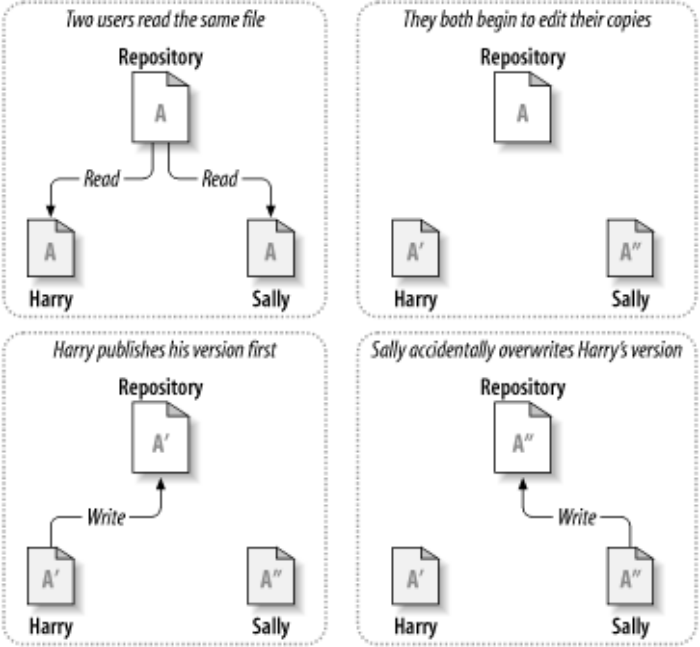 Two users read the same file
Repository
A
Read Read
A A
Harry Sally
They both begin to edit their copies
Repository
A
A′ A″
Harry Sally
Harry publishes his version first
Repository
A′
Write
A′ A″
Harry Sally
Sally accidentally overwrites Harry’s version
Repository
A″
Write
A′ A″
Harry Sally